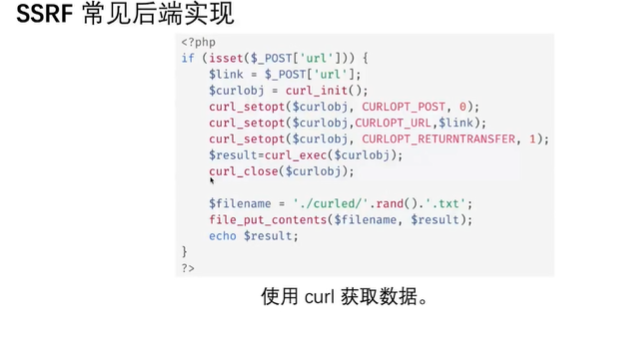 SSRF 常见后端实现
<?php
if (isset($_POST['url'])) {
    $link = $_POST['url'];
    $curlobj = curl_init();
    curl_setopt($curlobj, CURLOPT_POST, 0);
    curl_setopt($curlobj,CURLOPT_URL,$link);
    curl_setopt($curlobj, CURLOPT_RETURNTRANSFER, 1);
    $result=curl_exec($curlobj);
    curl_close($curlobj);

    $filename = './curled/'.rand().'.txt';
    file_put_contents($filename, $result);
    echo $result;
}
?>
使用 curl 获取数据。